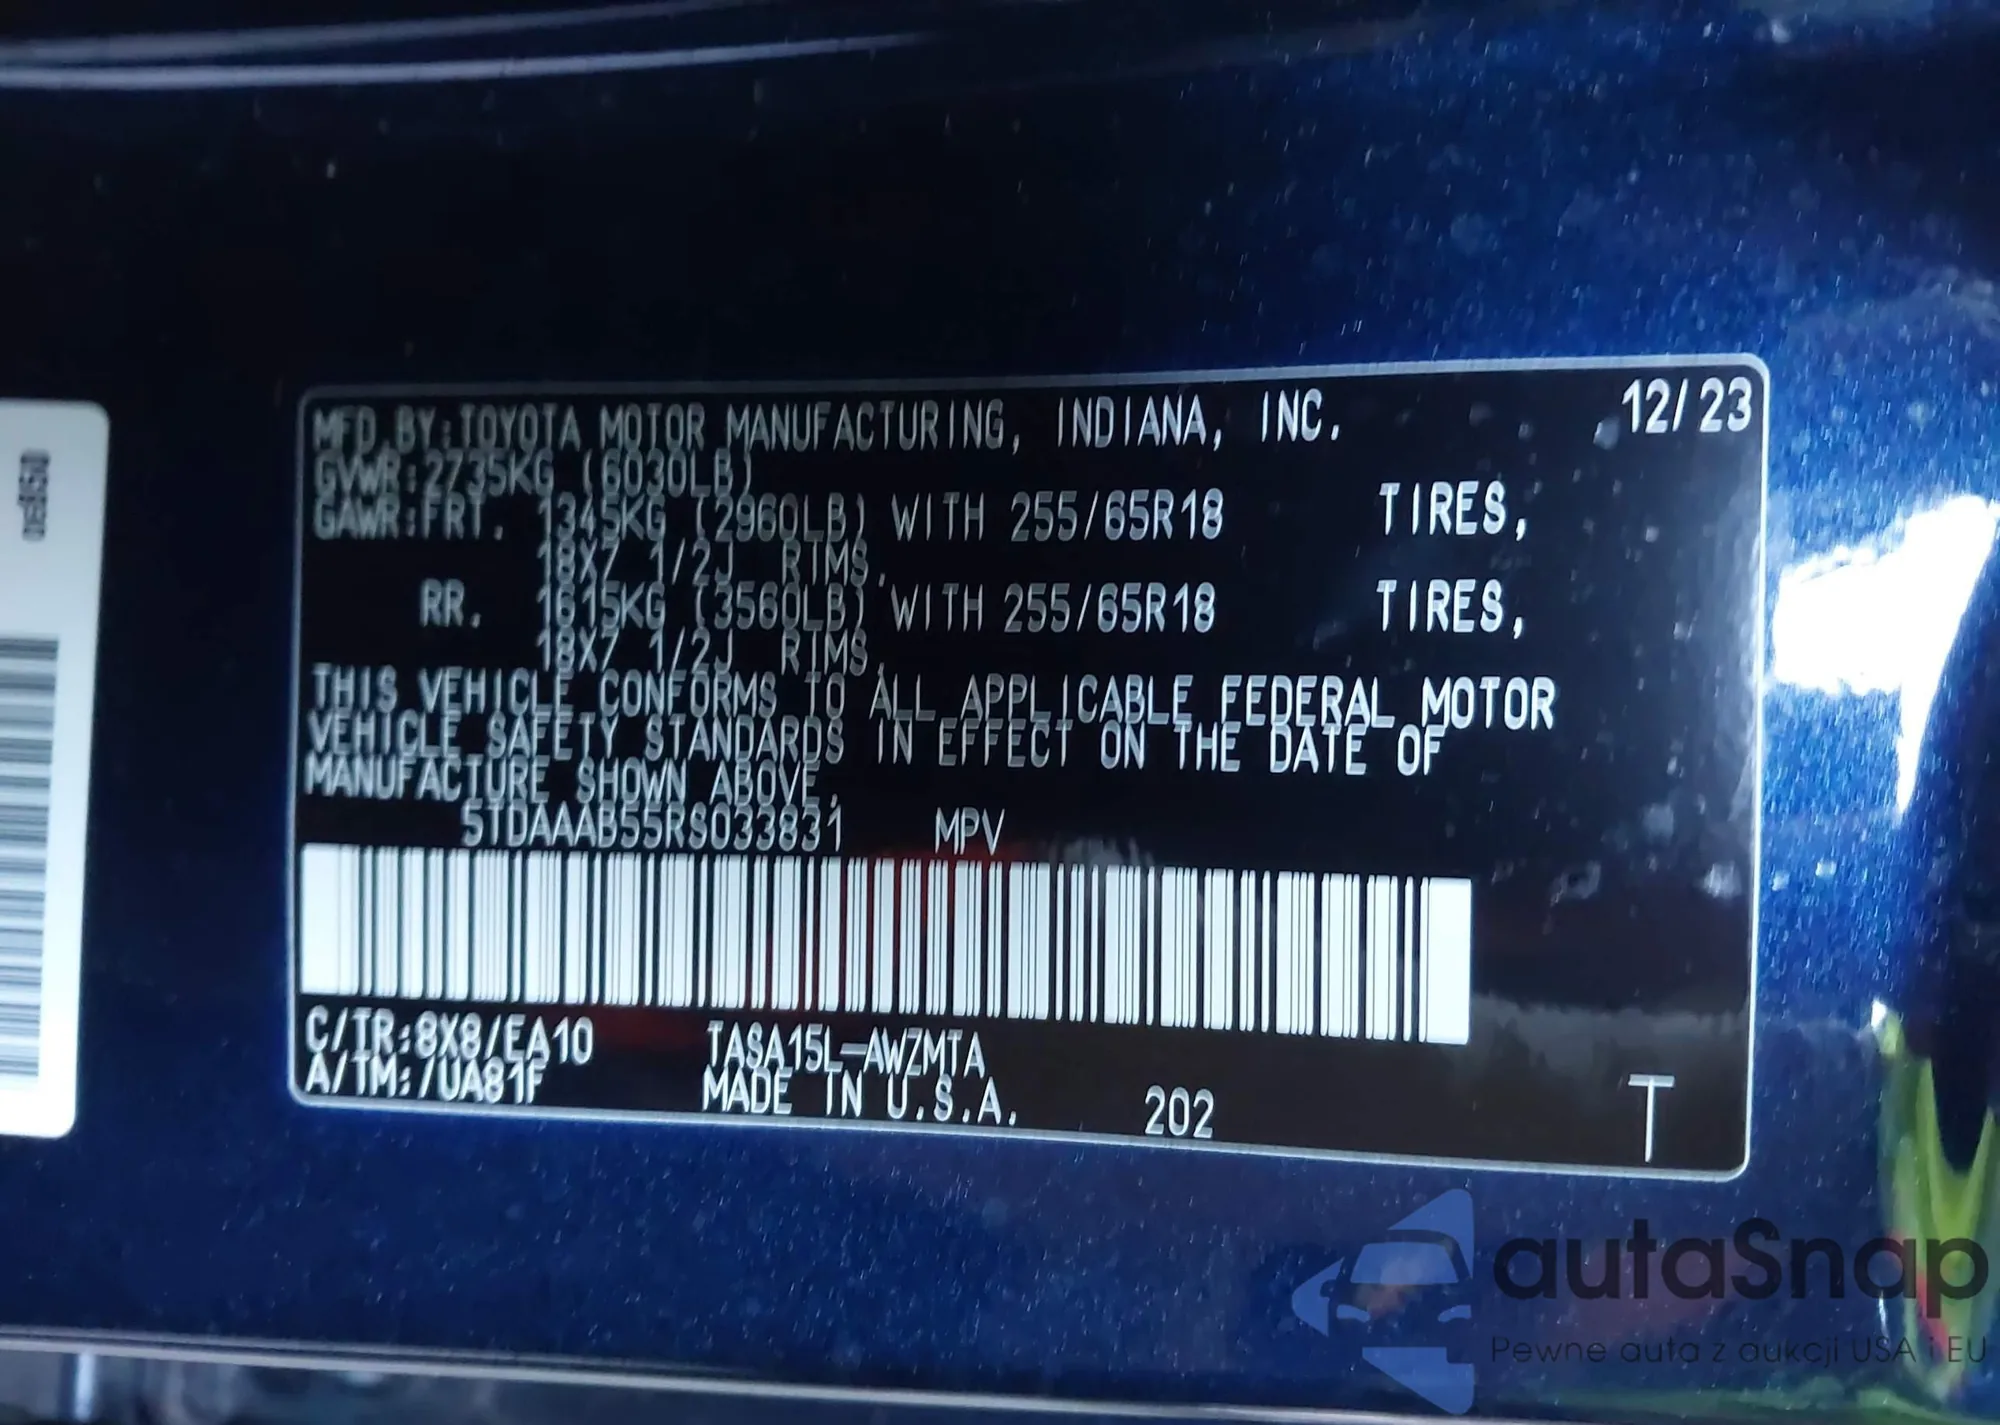 MFD.BY:TOYOTA MOTOR MANUFACTURING, INDIANA, INC. 12/23
GVWR:2735KG (6030LB)
GAWR:FRT. 1345KG (2960LB) WITH 255/65R18 TIRES,
18X7 1/2J RIMS,
RR. 1615KG (3560LB) WITH 255/65R18 TIRES,
18X7 1/2J RIMS,
THIS VEHICLE CONFORMS TO ALL APPLICABLE FEDERAL MOTOR
VEHICLE SAFETY STANDARDS IN EFFECT ON THE DATE OF
MANUFACTURE SHOWN ABOVE.
5TDAAAB55RS033831 MPV
C/TR:8X8/EA10 TASA15L-AWZMTA
A/TM:/UA81F MADE IN U.S.A. 202 T
autaSnap
Pewne auta z aukcji USA i EU